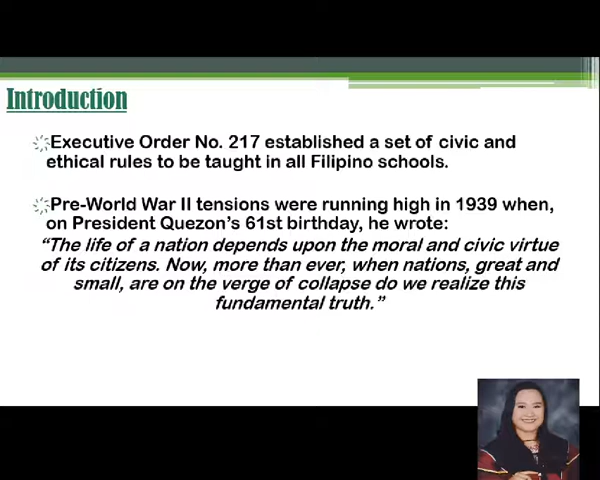 Introduction
Executive Order No. 217 established a set of civic and
ethical rules to be taught in all Filipino schools.
Pre-World War II tensions were running high in 1939 when,
on President Quezon's 61st birthday, he wrote:
"The life of a nation depends upon the moral and civic virtue
of its citizens. Now, more than ever, when nations, great and
small, are on the verge of collapse do we realize this
fundamental truth."